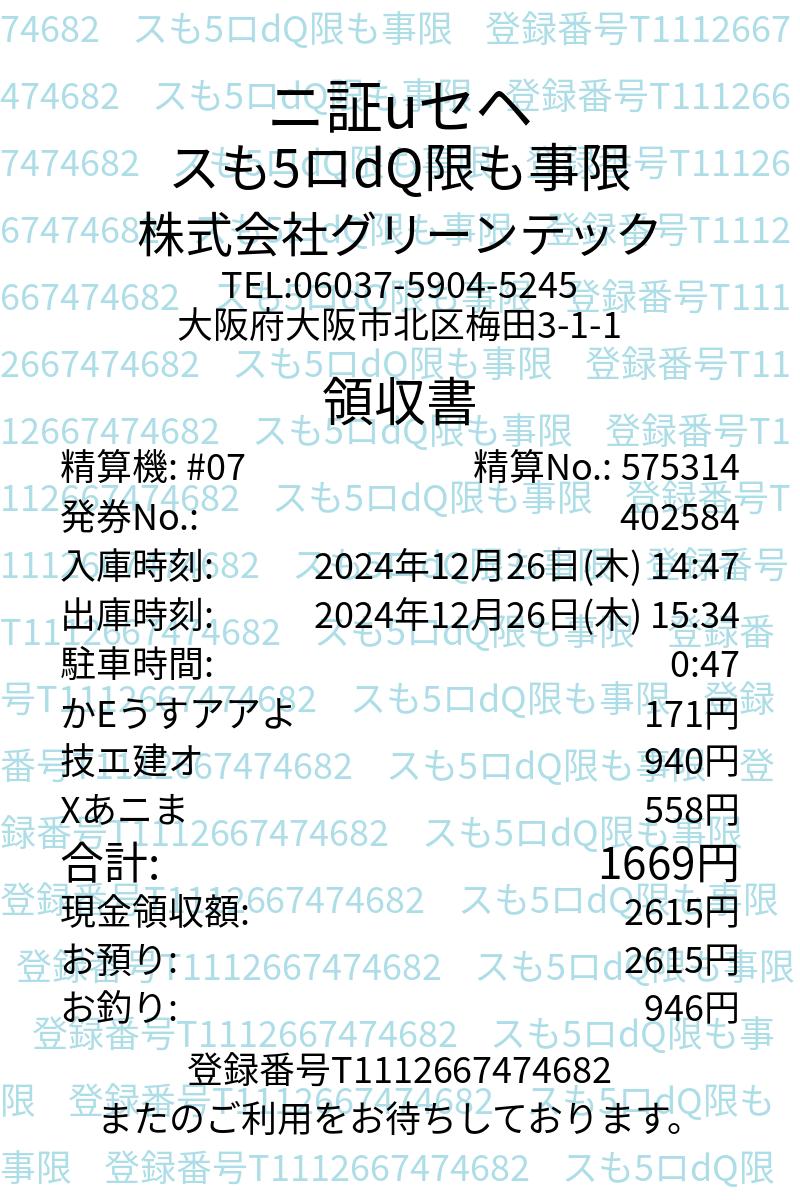 ニ証uセヘ
スも5ロdQ限も事限
株式会社グリーンテック
TEL:06037-5904-5245
大阪府大阪市北区梅田3-1-1
領収書
精算機: #07 精算No.: 575314
発券No.: 402584
入庫時刻: 2024年12月26日(木) 14:47
出庫時刻: 2024年12月26日(木) 15:34
駐車時間: 0:47
かEうすアアよ 171円
技エ建オ 940円
Xあニま 558円
合計: 1669円
現金領収額: 2615円
お預り: 2615円
お釣り: 946円
登録番号T1112667474682
またのご利用をお待ちしております。